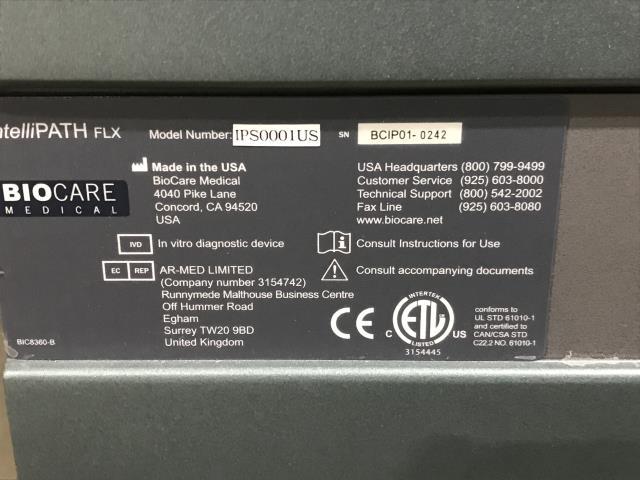 ntelliPATH FLX Model Number: IPS0001US SN BCIP01-0242
Made in the USA
BioCare Medical
4040 Pike Lane
Concord, CA 94520
USA
USA Headquarters (800) 799-9499
Customer Service (925) 603-8000
Technical Support (800) 542-2002
Fax Line (925) 603-8080
www.biocare.net
BIOCARE
MEDICAL
IVD In vitro diagnostic device
i Consult Instructions for Use
EC REP AR-MED LIMITED
(Company number 3154742)
Runnymede Malthouse Business Centre
Off Hummer Road
Egham
Surrey TW20 9BD
United Kingdom
! Consult accompanying documents
CE
INTERTEK
C ETL US
LISTED
3154445
conforms to
UL STD 61010-1
and certified to
CAN/CSA STD
C22.2 NO. 61010-1
BIC8360-B